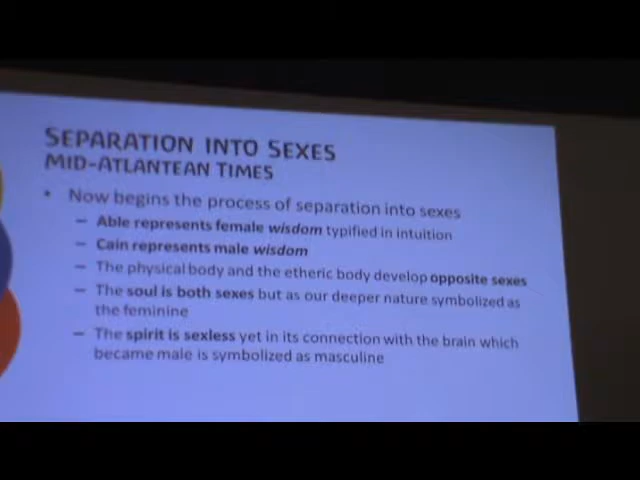 SEPARATION INTO SEXES
MID-ATLANTEAN TIMES
• Now begins the process of separation into sexes
– Able represents female wisdom typified in intuition
– Cain represents male wisdom
– The physical body and the etheric body develop opposite sexes
– The soul is both sexes but as our deeper nature symbolized as
the feminine
– The spirit is sexless yet in its connection with the brain which
became male is symbolized as masculine